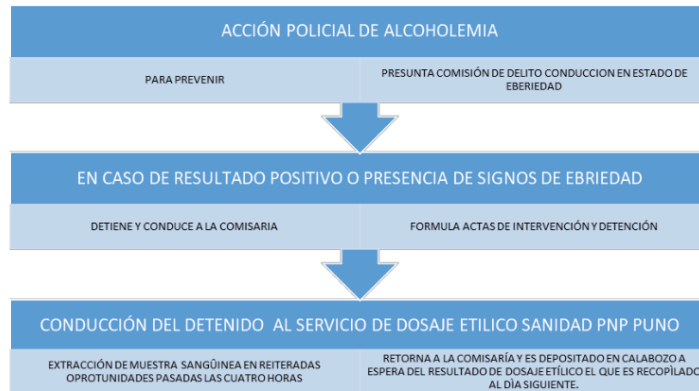 ACCIÓN POLICIAL DE ALCOHOLEMIA
PARA PREVENIR
PRESUNTA COMISIÓN DE DELITO CONDUCCION EN ESTADO DE
EBERIEDAD
EN CASO DE RESULTADO POSITIVO O PRESENCIA DE SIGNOS DE EBRIEDAD
DETIENE Y CONDUCE A LA COMISARIA
FORMULA ACTAS DE INTERVENCIÓN Y DETENCIÓN
CONDUCCIÓN DEL DETENIDO AL SERVICIO DE DOSAJE ETILICO SANIDAD PNP PUNO
EXTRACCIÓN DE MUESTRA SANGÜINEA EN REITERADAS
OPROTUNIDADES PASADAS LAS CUATRO HORAS
RETORNA A LA COMISARÍA Y ES DEPOSITADO EN CALABOZO A
ESPERA DEL RESULTADO DE DOSAJE ETÍLICO EL QUE ES RECOPÌLADO
AL DÌA SIGUIENTE.